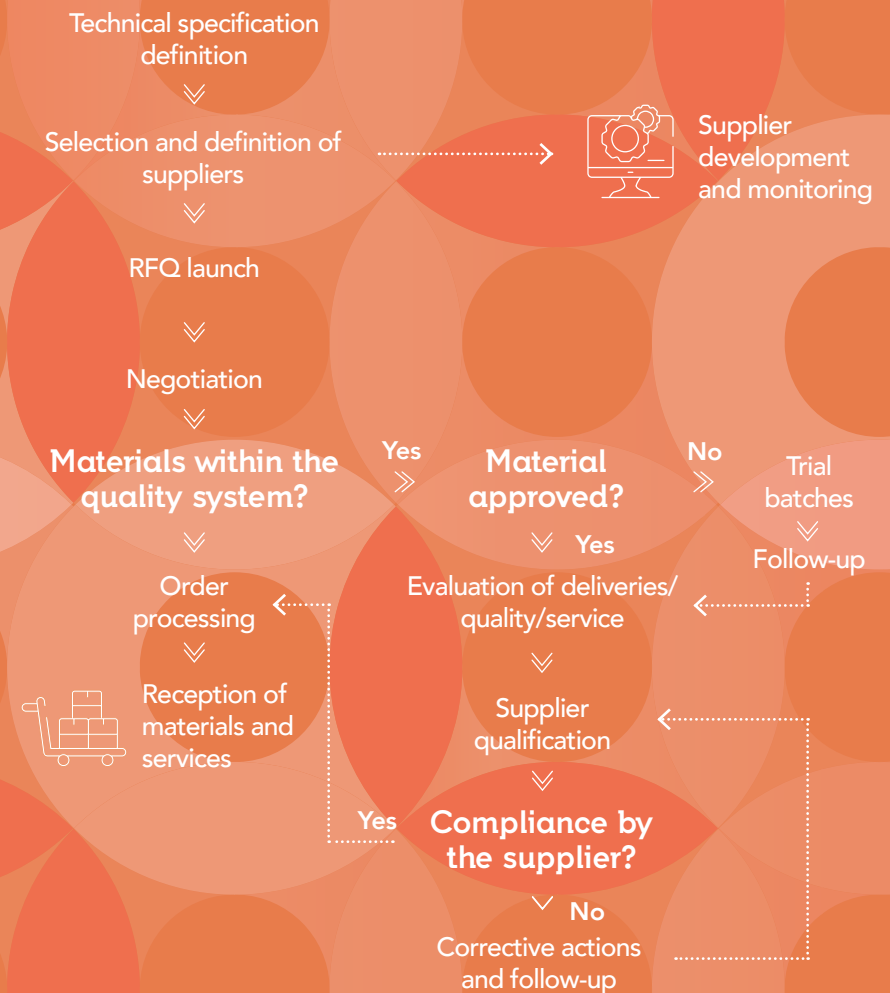 Technical specification
definition
Selection and definition of
suppliers
Supplier
development
and monitoring
RFQ launch
Negotiation
Materials within the
quality system?
Yes
Material
approved?
No
Trial
batches
Follow-up
Yes
Order
processing
Evaluation of deliveries/
quality/service
Reception of
materials and
services
Supplier
qualification
Yes
Compliance by
the supplier?
No
Corrective actions
and follow-up